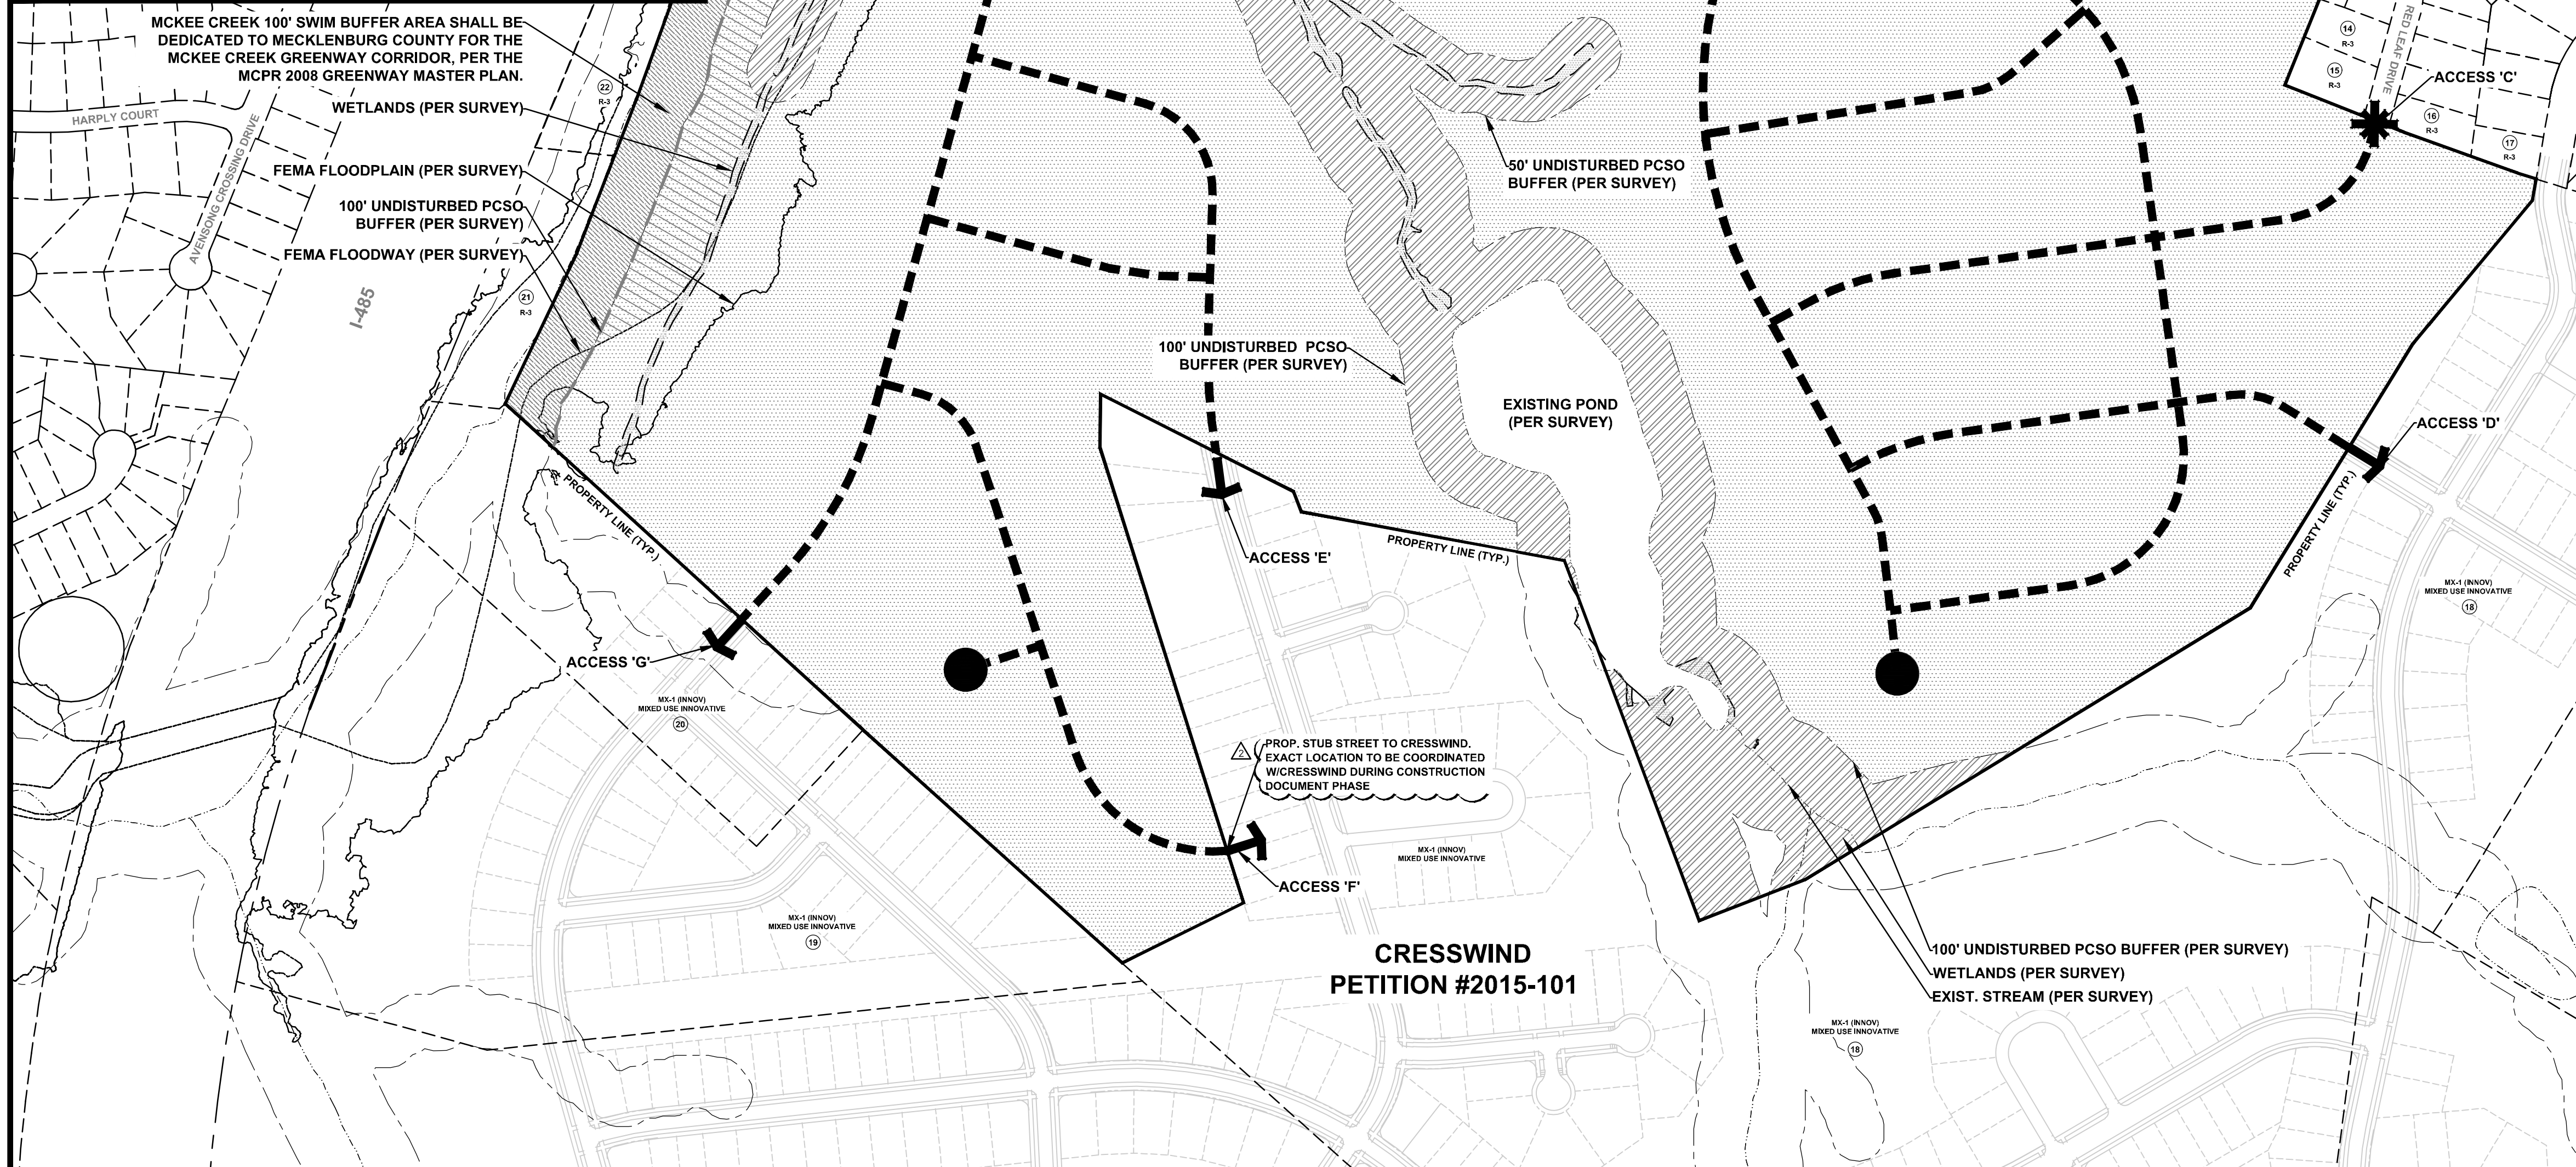 MCKEE CREEK 100' SWIM BUFFER AREA SHALL BE
DEDICATED TO MECKLENBURG COUNTY FOR THE
MCKEE CREEK GREENWAY CORRIDOR, PER THE
MCPR 2008 GREENWAY MASTER PLAN.
WETLANDS (PER SURVEY)
FEMA FLOODPLAIN (PER SURVEY)
100' UNDISTURBED PCSO
BUFFER (PER SURVEY)
FEMA FLOODWAY (PER SURVEY)
HARPLY COURT
AVENSONG CROSSING DRIVE
I-485
22
R-3
21
R-3
50' UNDISTURBED PCSO
BUFFER (PER SURVEY)
14
R-3
15
R-3
RED LEAF DRIVE
ACCESS 'C'
16
R-3
17
R-3
100' UNDISTURBED PCSO
BUFFER (PER SURVEY)
EXISTING POND
(PER SURVEY)
ACCESS 'D'
PROPERTY LINE (TYP.)
PROPERTY LINE (TYP.)
PROPERTY LINE (TYP.)
ACCESS 'E'
MX-1 (INNOV)
MIXED USE INNOVATIVE
18
ACCESS 'G'
MX-1 (INNOV)
MIXED USE INNOVATIVE
20
2
PROP. STUB STREET TO CRESSWIND.
EXACT LOCATION TO BE COORDINATED
W/CRESSWIND DURING CONSTRUCTION
DOCUMENT PHASE
MX-1 (INNOV)
MIXED USE INNOVATIVE
ACCESS 'F'
MX-1 (INNOV)
MIXED USE INNOVATIVE
19
CRESSWIND
PETITION #2015-101
100' UNDISTURBED PCSO BUFFER (PER SURVEY)
WETLANDS (PER SURVEY)
EXIST. STREAM (PER SURVEY)
MX-1 (INNOV)
MIXED USE INNOVATIVE
18